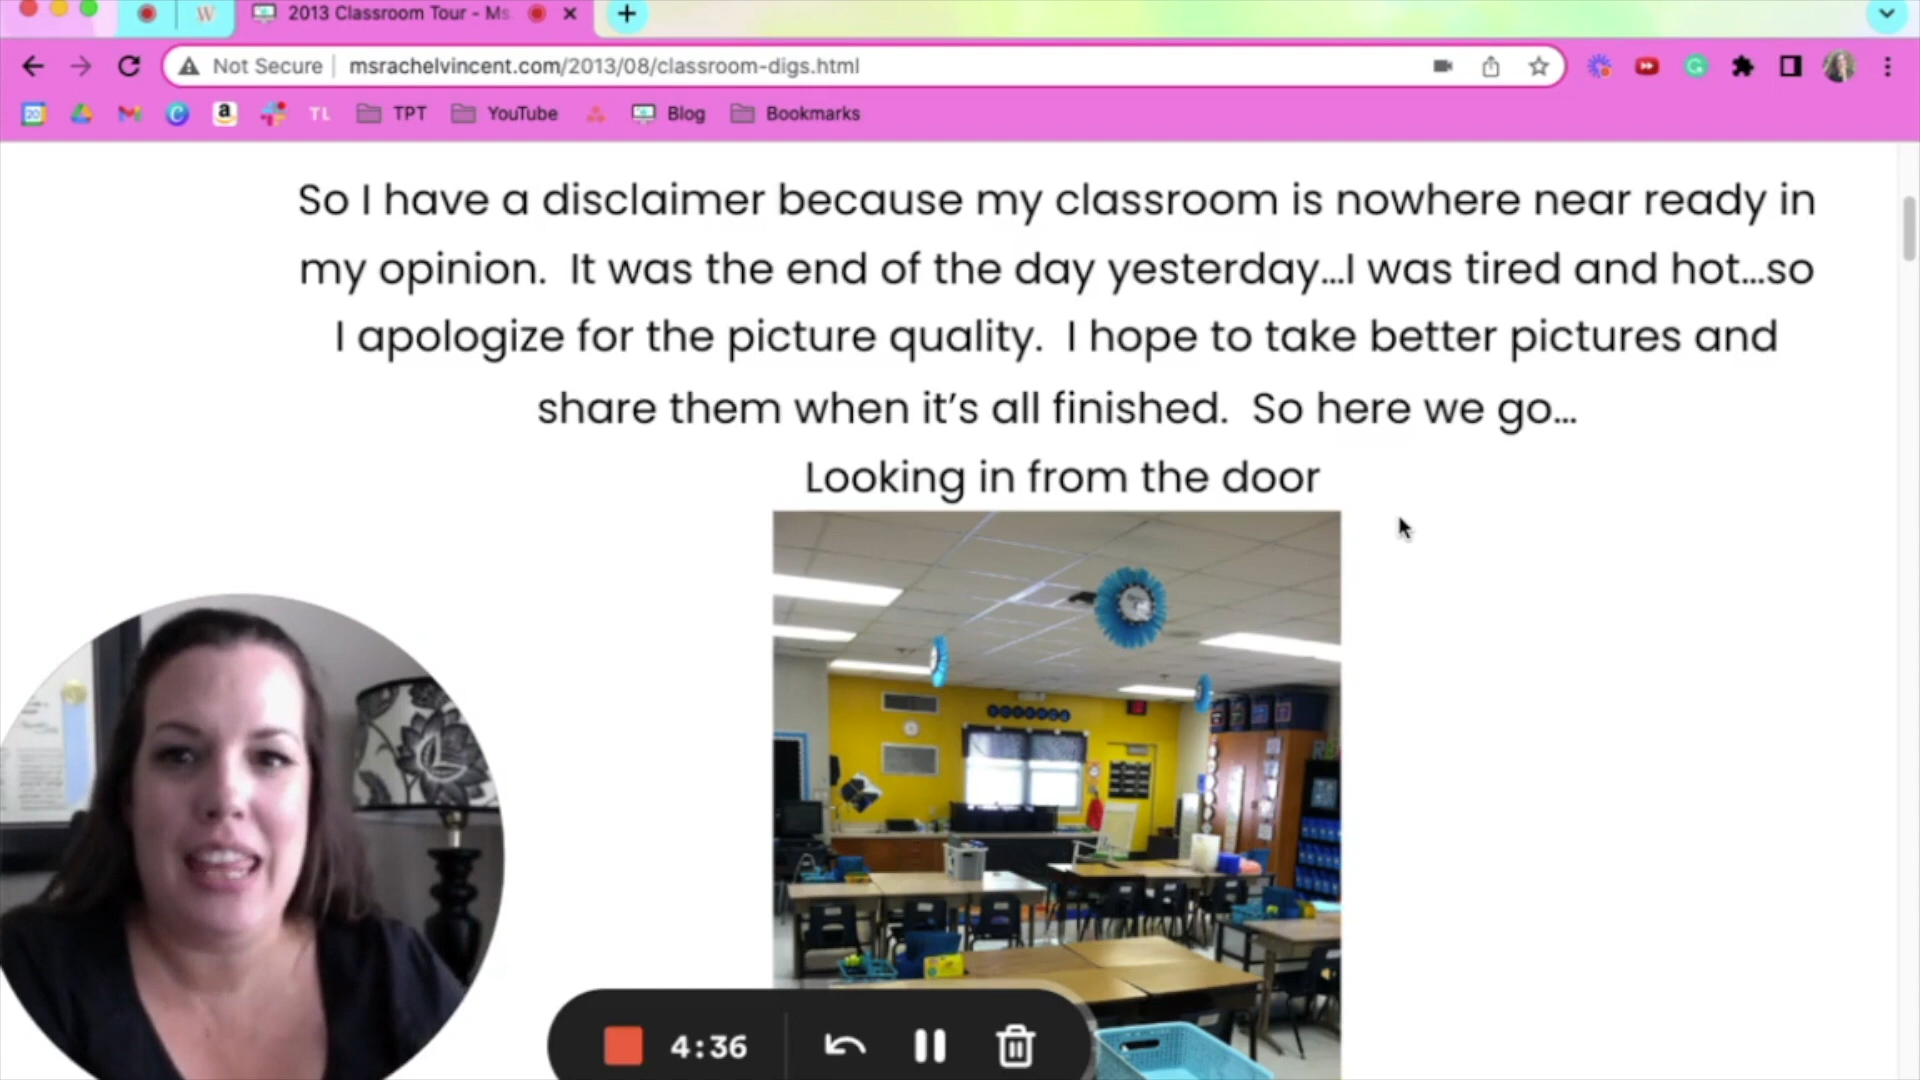 2013 Classroom Tour - Ms.
Not Secure
msrachelvincent.com/2013/08/classroom-digs.html
20
a
TL
TPT
YouTube
Blog
Bookmarks
So I have a disclaimer because my classroom is nowhere near ready in
my opinion.  It was the end of the day yesterday…I was tired and hot…so
I apologize for the picture quality.  I hope to take better pictures and
share them when it’s all finished.  So here we go…
Looking in from the door
4:36